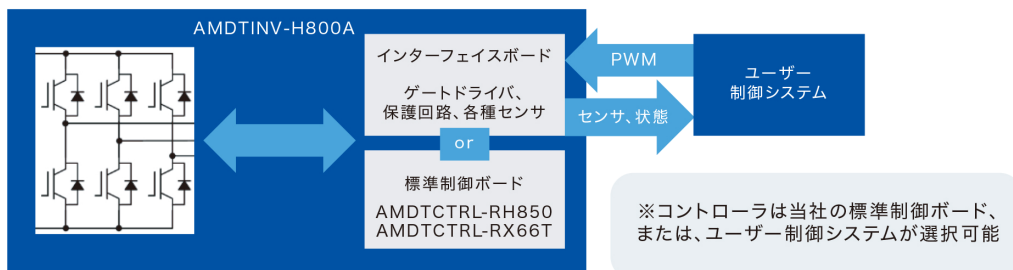 AMDTINV-H800A
インターフェイスボード
ゲートドライバ、
保護回路、各種センサ
or
標準制御ボード
AMDTCTRL-RH850
AMDTCTRL-RX66T
PWM
センサ、状態
ユーザー
制御システム
※コントローラは当社の標準制御ボード、
または、ユーザー制御システムが選択可能